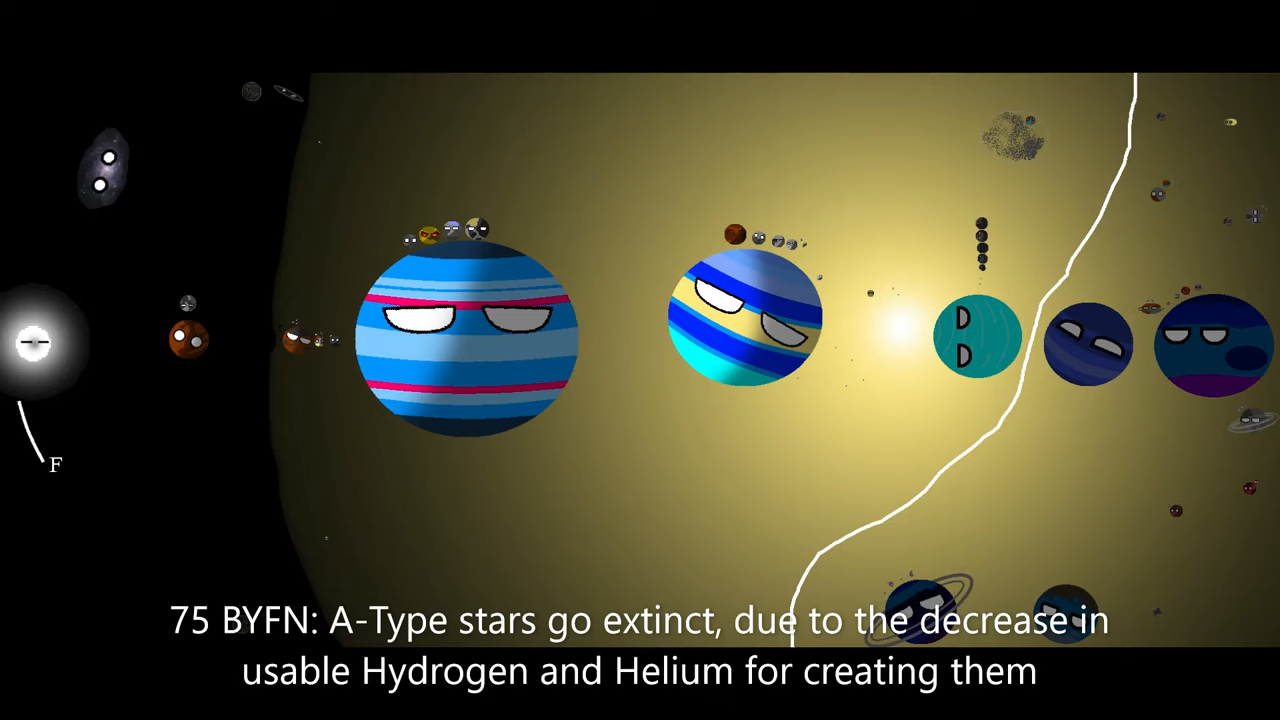 F
75 BYFN: A-Type stars go extinct, due to the decrease in
usable Hydrogen and Helium for creating them